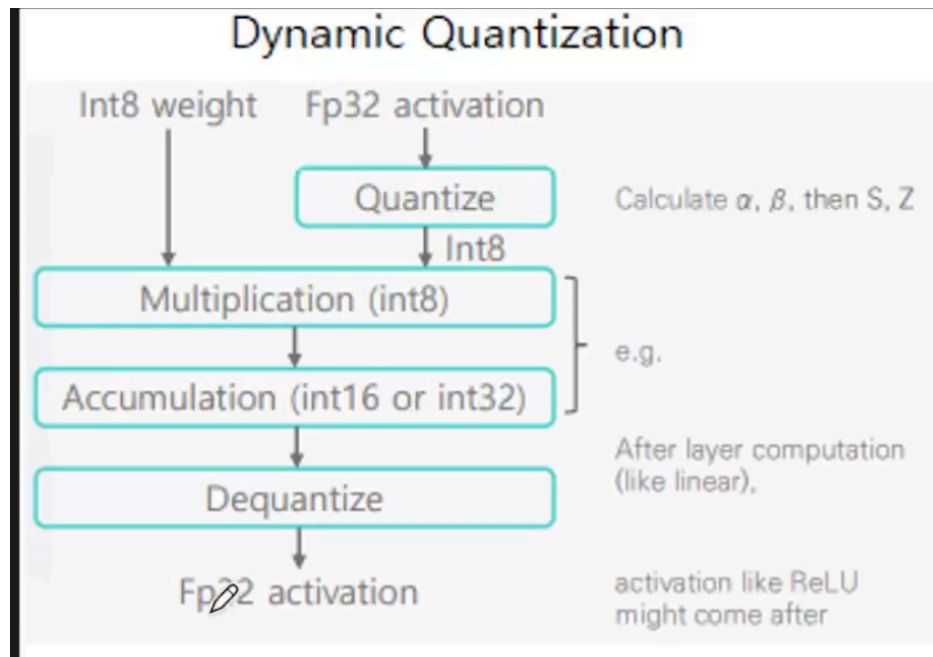 Dynamic Quantization
Int8 weight
Fp32 activation
Quantize
Calculate α, β, then S, Z
Int8
Multiplication (int8)
e.g.
Accumulation (int16 or int32)
After layer computation
(like linear),
Dequantize
Fp32 activation
activation like ReLU
might come after